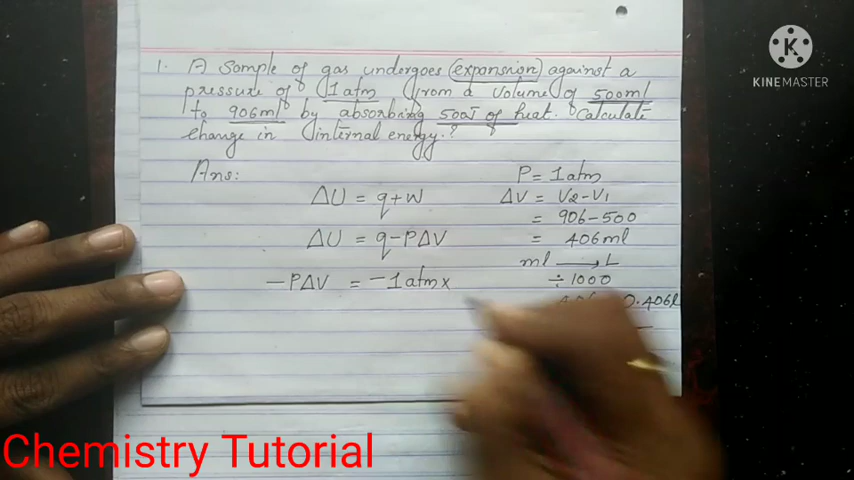 KINEMASTER
1. A Sample of gas undergoes expansion against a
pressure of 1atm from a volume of 500ml
to 906ml by absorbing 500J of heat. Calculate
change in internal energy.?
Ans:
ΔU = q+w
ΔU = q-PΔV
-PΔV = -1atm×
P = 1atm
ΔV = V2-V1
= 906-500
= 406ml
ml → L
÷1000
0.406L
Chemistry Tutorial